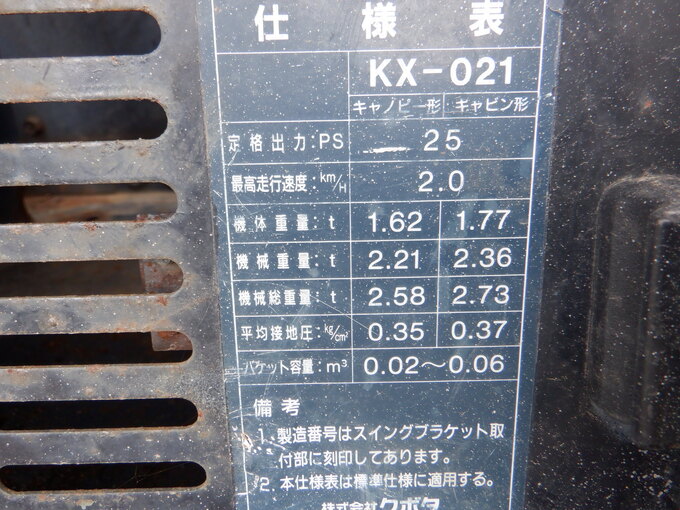 仕様表
KX-021
キャノピー形 キャビン形
定格出力:PS 25
最高走行速度:km/H 2.0
機体重量:t 1.62 1.77
機械重量:t 2.21 2.36
機械総重量:t 2.58 2.73
平均接地圧:kg/cm² 0.35 0.37
バケット容量:m³ 0.02～0.06
備考
1. 製造番号はスイングブラケット取
付部に刻印してあります。
2. 本仕様表は標準仕様に適用する。
株式会社クボタ